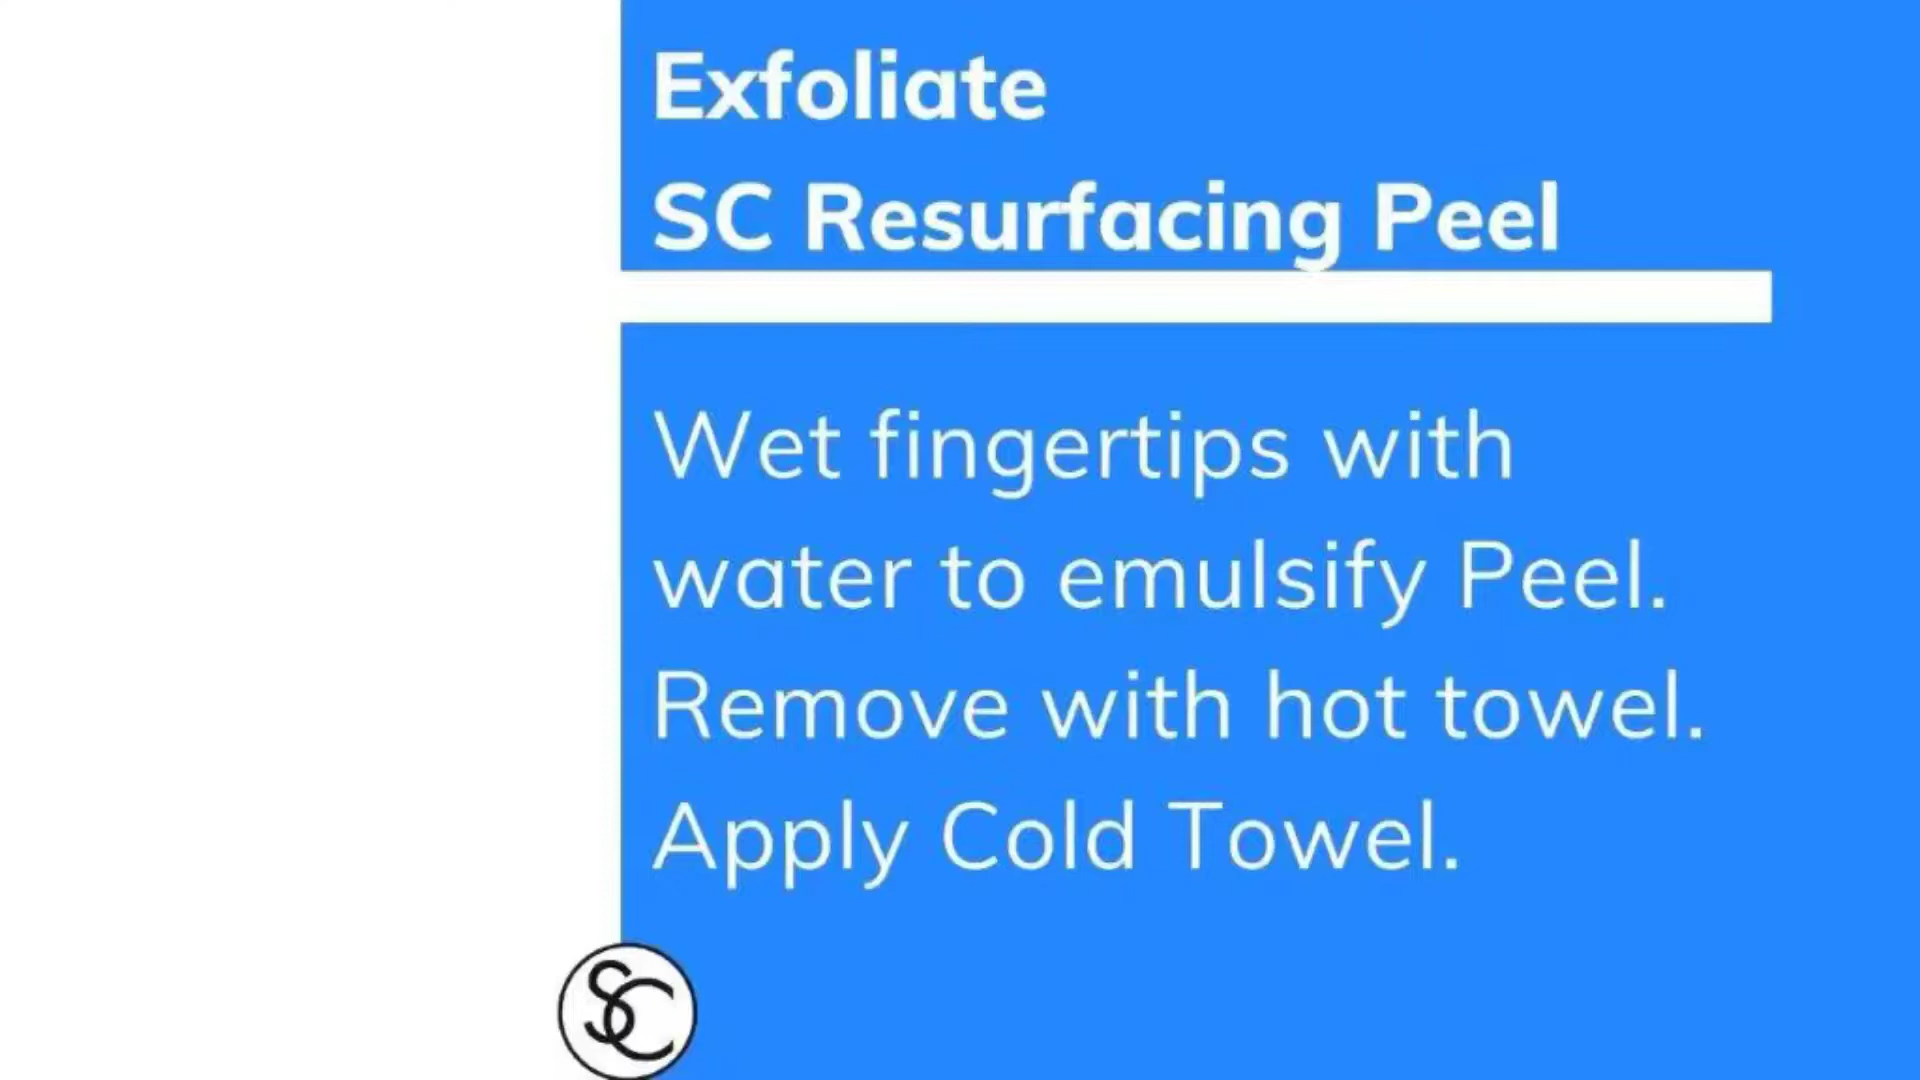 Exfoliate
SC Resurfacing Peel
Wet fingertips with
water to emulsify Peel.
Remove with hot towel.
Apply Cold Towel.
SC